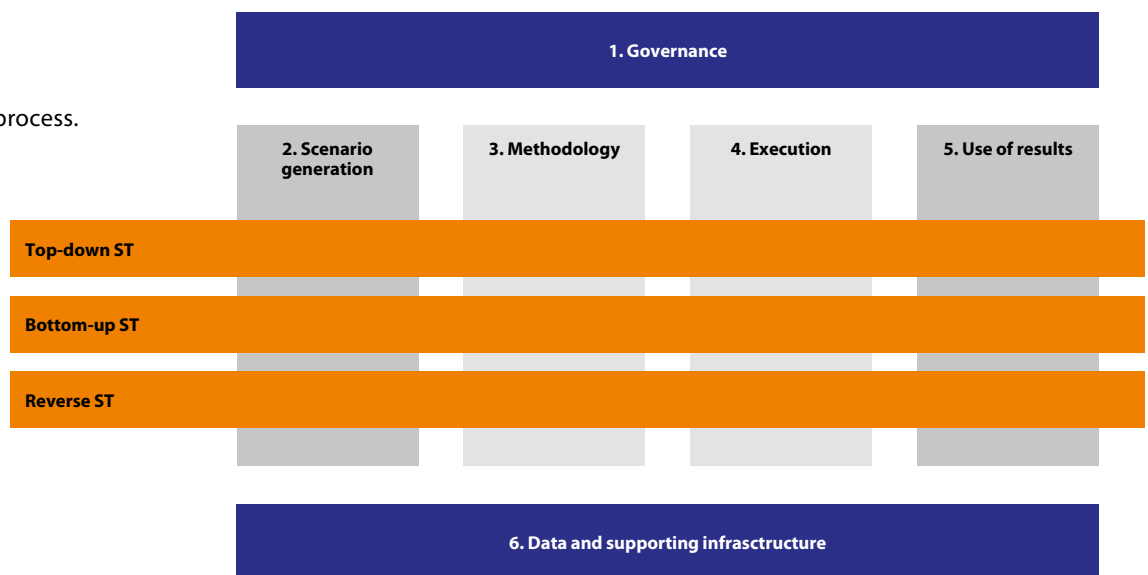 1. Governance
process.
2. Scenario
generation
3. Methodology
4. Execution
5. Use of results
Top-down ST
Bottom-up ST
Reverse ST
6. Data and supporting infrasctructure